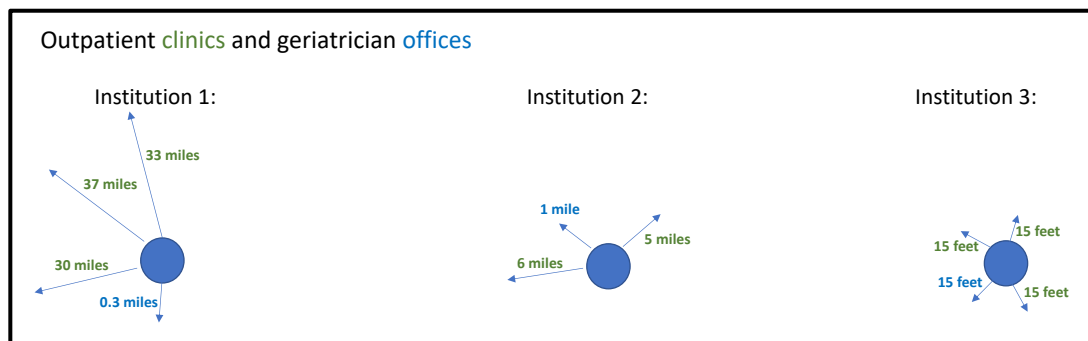 Outpatient clinics and geriatrician offices
Institution 1:
33 miles
37 miles
30 miles
0.3 miles
Institution 2:
1 mile
5 miles
6 miles
Institution 3:
15 feet
15 feet
15 feet
15 feet